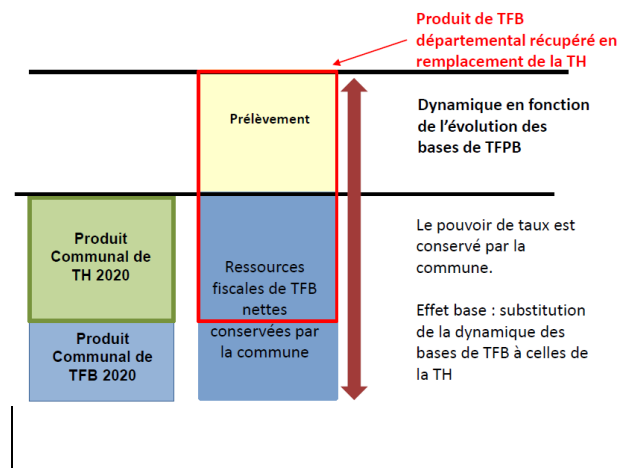 Produit de TFB
départemental récupéré en
remplacement de la TH
Prélèvement
Dynamique en fonction
de l’évolution des
bases de TFPB
Produit
Communal de
TH 2020
Produit
Communal de
TFB 2020
Ressources
fiscales de TFB
nettes
conservées par
la commune
Le pouvoir de taux est
conservé par la
commune.
Effet base : substitution
de la dynamique des
bases de TFB à celles de
la TH